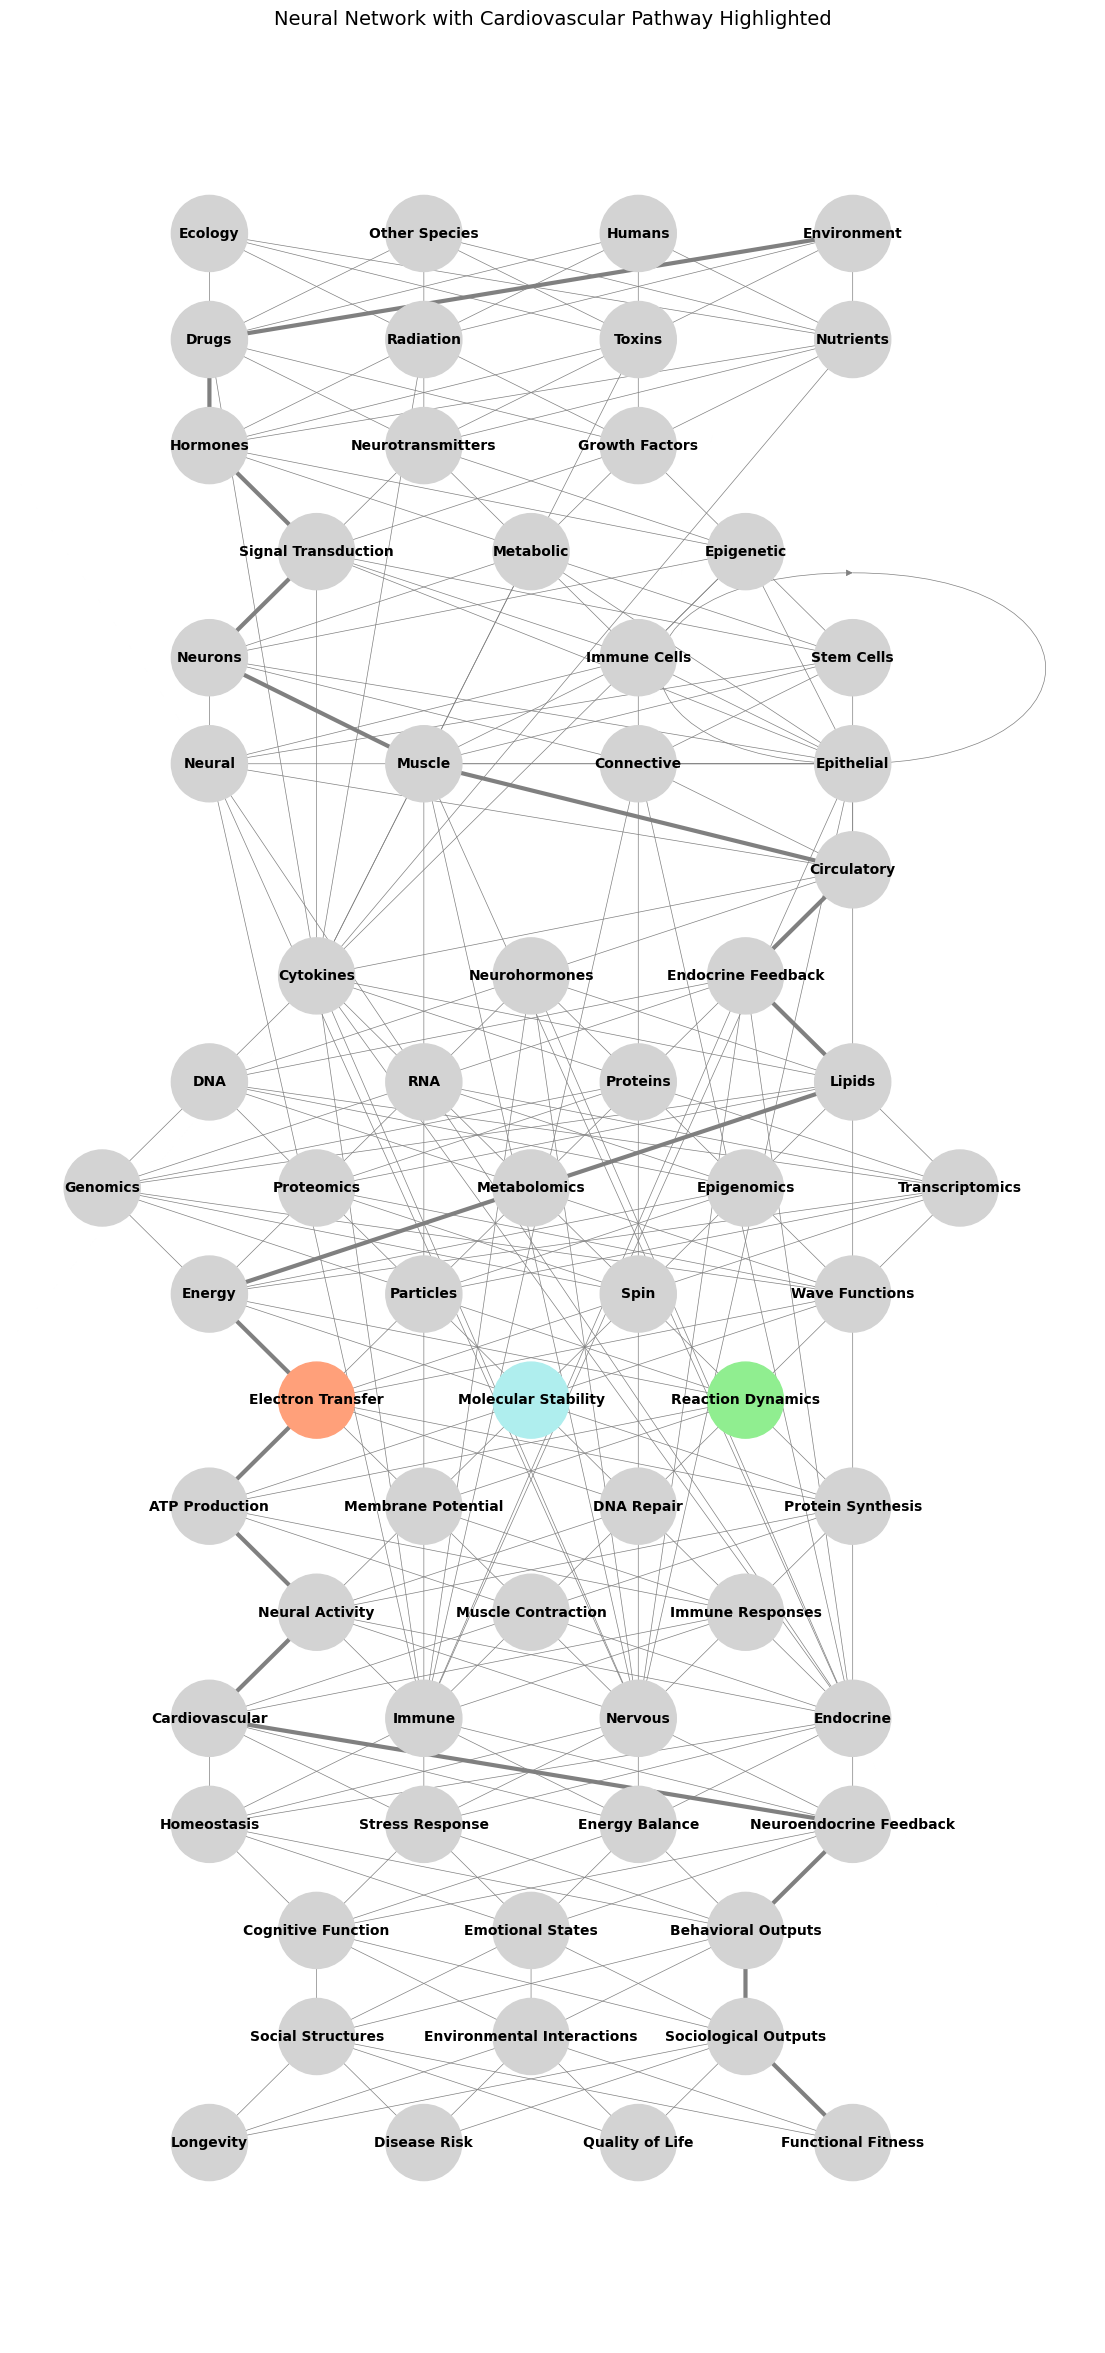 Neural Network with Cardiovascular Pathway Highlighted
Ecology
Other Species
Humans
Environment
Drugs
Radiation
Toxins
Nutrients
Hormones
Neurotransmitters
Growth Factors
Signal Transduction
Metabolic
Epigenetic
Neurons
Immune Cells
Stem Cells
Neural
Muscle
Connective
Epithelial
Circulatory
Cytokines
Neurohormones
Endocrine Feedback
DNA
RNA
Proteins
Lipids
Genomics
Proteomics
Metabolomics
Epigenomics
Transcriptomics
Energy
Particles
Spin
Wave Functions
Electron Transfer
Molecular Stability
Reaction Dynamics
ATP Production
Membrane Potential
DNA Repair
Protein Synthesis
Neural Activity
Muscle Contraction
Immune Responses
Cardiovascular
Immune
Nervous
Endocrine
Homeostasis
Stress Response
Energy Balance
Neuroendocrine Feedback
Cognitive Function
Emotional States
Behavioral Outputs
Social Structures
Environmental Interactions
Sociological Outputs
Longevity
Disease Risk
Quality of Life
Functional Fitness